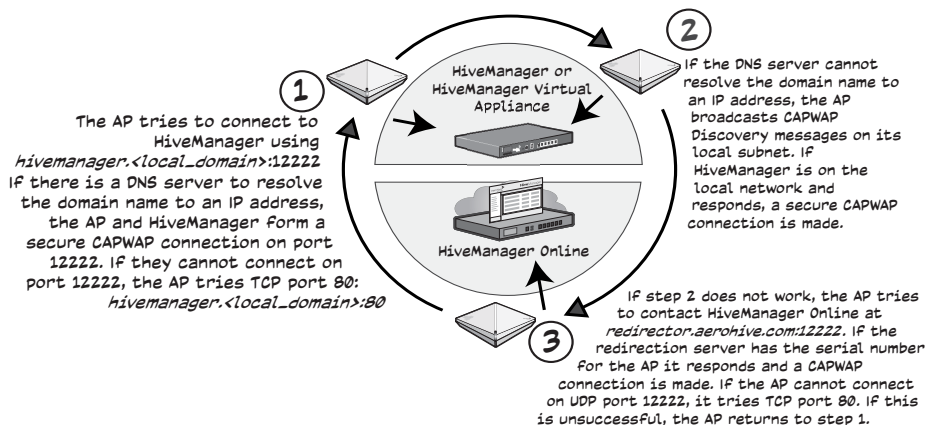 1
The AP tries to connect to
HiveManager using
hivemanager.<local_domain>:12222
If there is a DNS server to resolve
the domain name to an IP address,
the AP and HiveManager form a
secure CAPWAP connection on port
12222. If they cannot connect on
port 12222, the AP tries TCP port 80:
hivemanager.<local_domain>:80
HiveManager or
HiveManager Virtual
Appliance
HiveManager Online
2
If the DNS server cannot
resolve the domain name to
an IP address, the AP
broadcasts CAPWAP
Discovery messages on its
local subnet. If
HiveManager is on the
local network and
responds, a secure CAPWAP
connection is made.
3
If step 2 does not work, the AP tries
to contact HiveManager Online at
redirector.aerohive.com:12222. If the
redirection server has the serial number
for the AP it responds and a CAPWAP
connection is made. If the AP cannot connect
on UDP port 12222, it tries TCP port 80. If this
is unsuccessful, the AP returns to step 1.